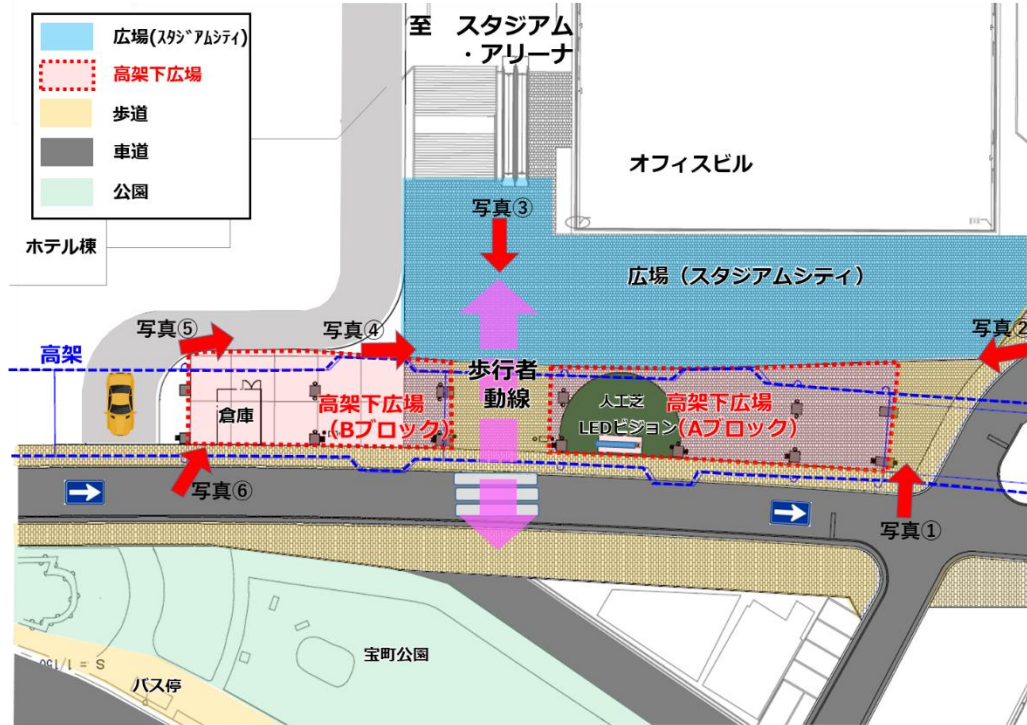 広場(ｽﾀｼﾞｱﾑｼﾃｨ)
高架下広場
歩道
車道
公園
至 スタジアム
・アリーナ
オフィスビル
写真③
ホテル棟
広場（スタジアムシティ）
写真⑤
写真④
写真②
高架
歩行者
動線
倉庫
高架下広場
（Bブロック）
人工芝
LEDビジョン
高架下広場
（Aブロック）
写真⑥
写真①
宝町公園
S = 1/150
バス停